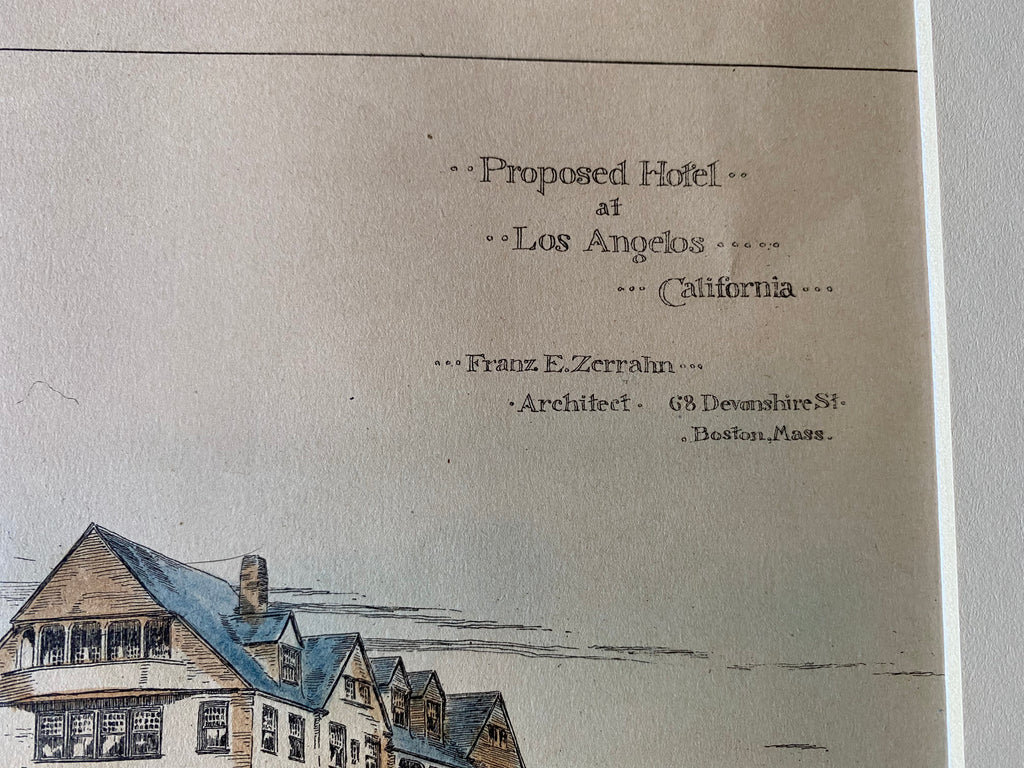 Proposed Hotel
at
Los Angelos
California
Franz E. Zerrahn
Architect. 68 Devonshire St.
Boston, Mass.